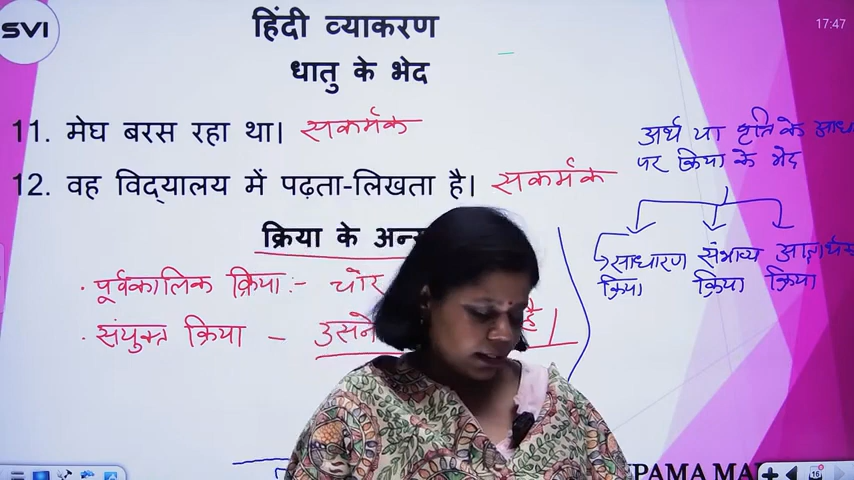 SVI
17:47
हिंदी व्याकरण
धातु के भेद
11. मेघ बरस रहा था। सकर्मक
12. वह विद्यालय में पढ़ता-लिखता है। सकर्मक
क्रिया के अन्य
· पूर्वकालिक क्रिया:- चोर
· संयुक्त क्रिया - उसने है।
अर्थ या वृत्ति के आधा
पर क्रिया के भेद
साधारण क्रिया
संभाव्य क्रिया
आज्ञार्थक क्रिया
PAMA MA
16